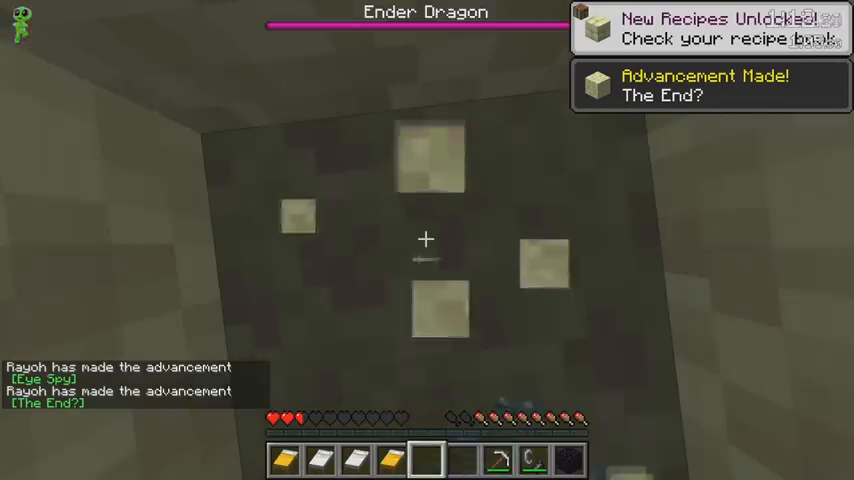 Ender Dragon
New Recipes Unlocked!
Check your recipe book
Advancement Made!
The End?
Rayoh has made the advancement
[Eye Spy]
Rayoh has made the advancement
[The End?]